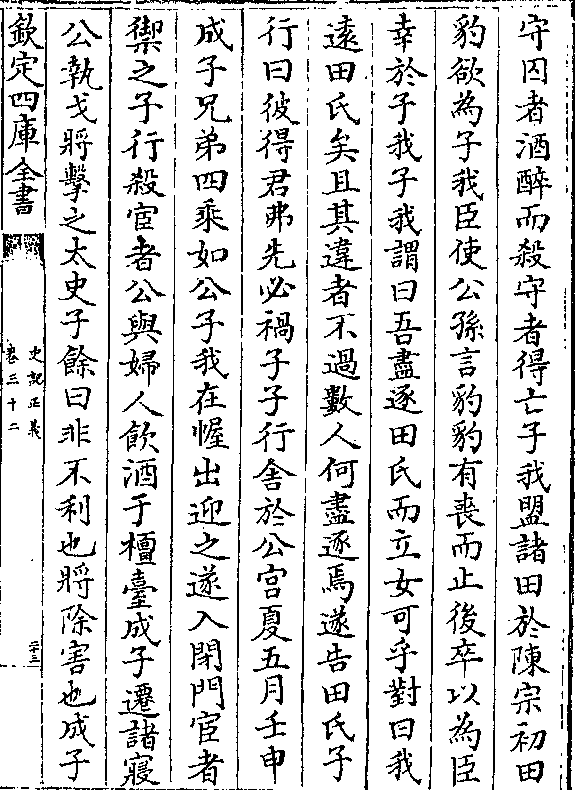 守囚者酒醉而殺守者得亡子我盟諸田於陳宗初田
豹欲為子我臣使公孫言豹豹有喪而止後卒以為臣
幸於子我子我謂曰吾盡逐田氏而立女可乎對曰我
遠田氏矣且其違者不過數人何盡逐焉遂告田氏子
行曰彼得君弗先必禍子子行舍於公宮夏五月壬申
成子兄弟四乘如公子我在幄出迎之遂入閉門宦者
禦之子行殺宦者公與婦人飲酒于檀臺成子遷諸寢
公執戈將擊之太史子餘曰非不利也將除害也成子
欽定四庫全書
史記正義
卷三十二
二十三